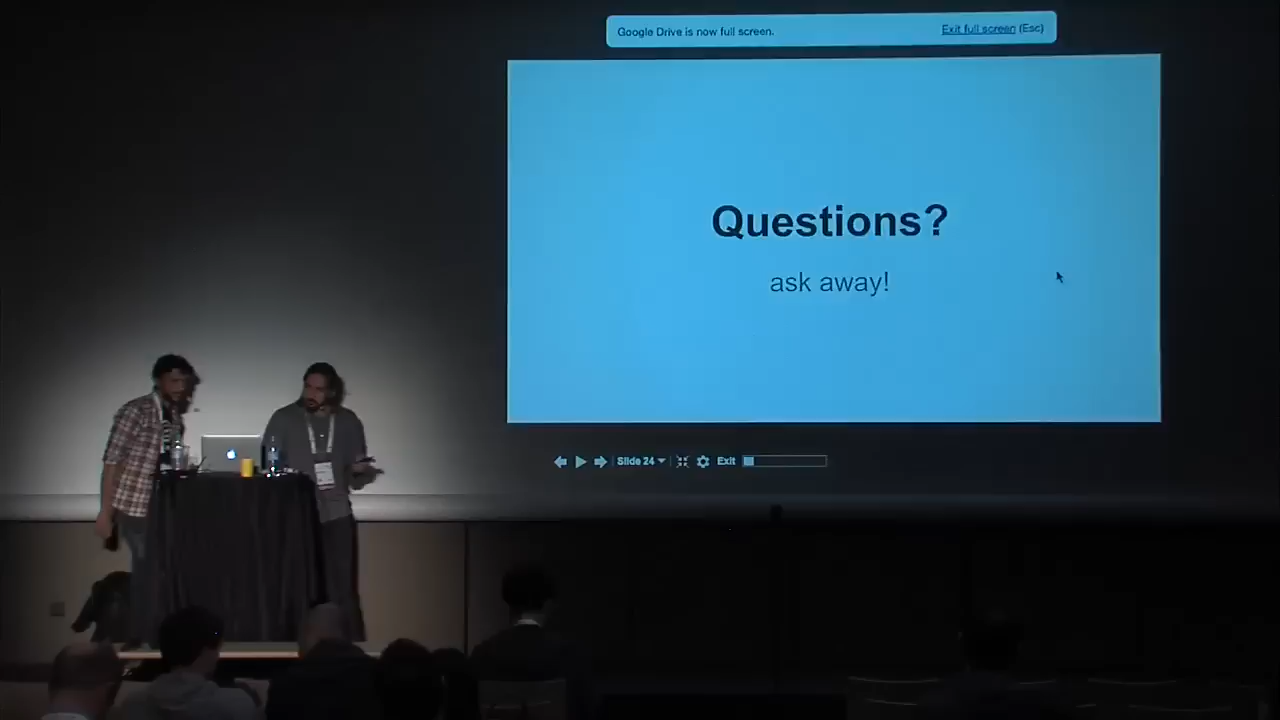 Google Drive is now full screen. Exit full screen (Esc)
Questions?
ask away!
Slide 24 Exit